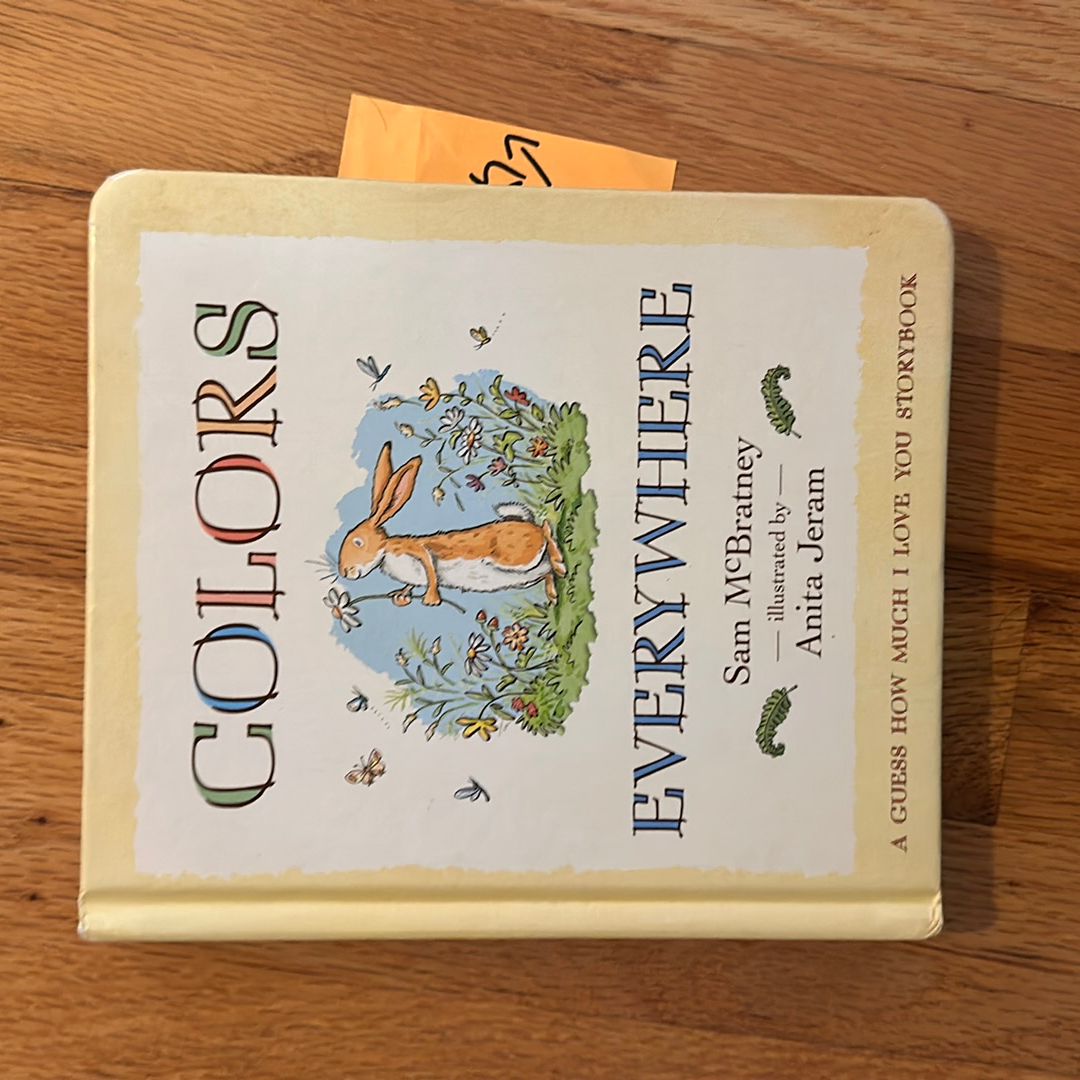 COLORS
EVERYWHERE
Sam McBratney
— illustrated by —
Anita Jeram
A GUESS HOW MUCH I LOVE YOU STORYBOOK